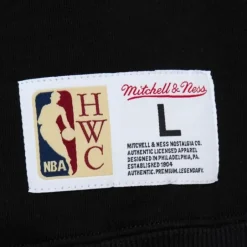 Mitchell & Ness
H
W
C
NBA
L
MITCHELL & NESS NOSTALGIA CO.
AUTHENTIC LICENSED APPAREL
DESIGNED IN PHILADELPHIA, PA.
ESTABLISHED 1904
AUTHENTIC. PREMIUM. LEGENDARY.